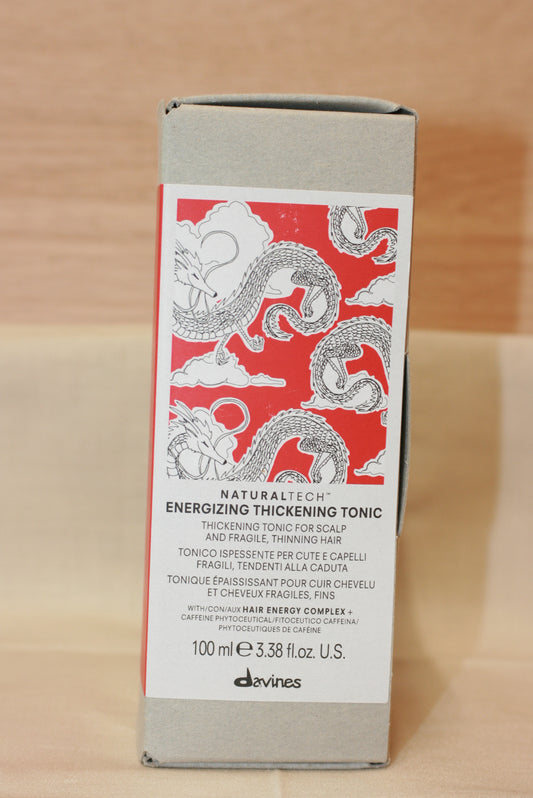 NATURALTECH™
ENERGIZING THICKENING TONIC
THICKENING TONIC FOR SCALP
AND FRAGILE, THINNING HAIR
TONICO ISPESSENTE PER CUTE E CAPELLI
FRAGILI, TENDENTI ALLA CADUTA
TONIQUE ÉPAISSISSANT POUR CUIR CHEVELU
ET CHEVEUX FRAGILES, FINS
WITH/CON/AUX HAIR ENERGY COMPLEX +
CAFFEINE PHYTOCEUTICAL/FITOCEUTICO CAFFEINA/
PHYTOCEUTIQUES DE CAFÉINE
100 ml ℮ 3.38 fl.oz. U.S.
davines